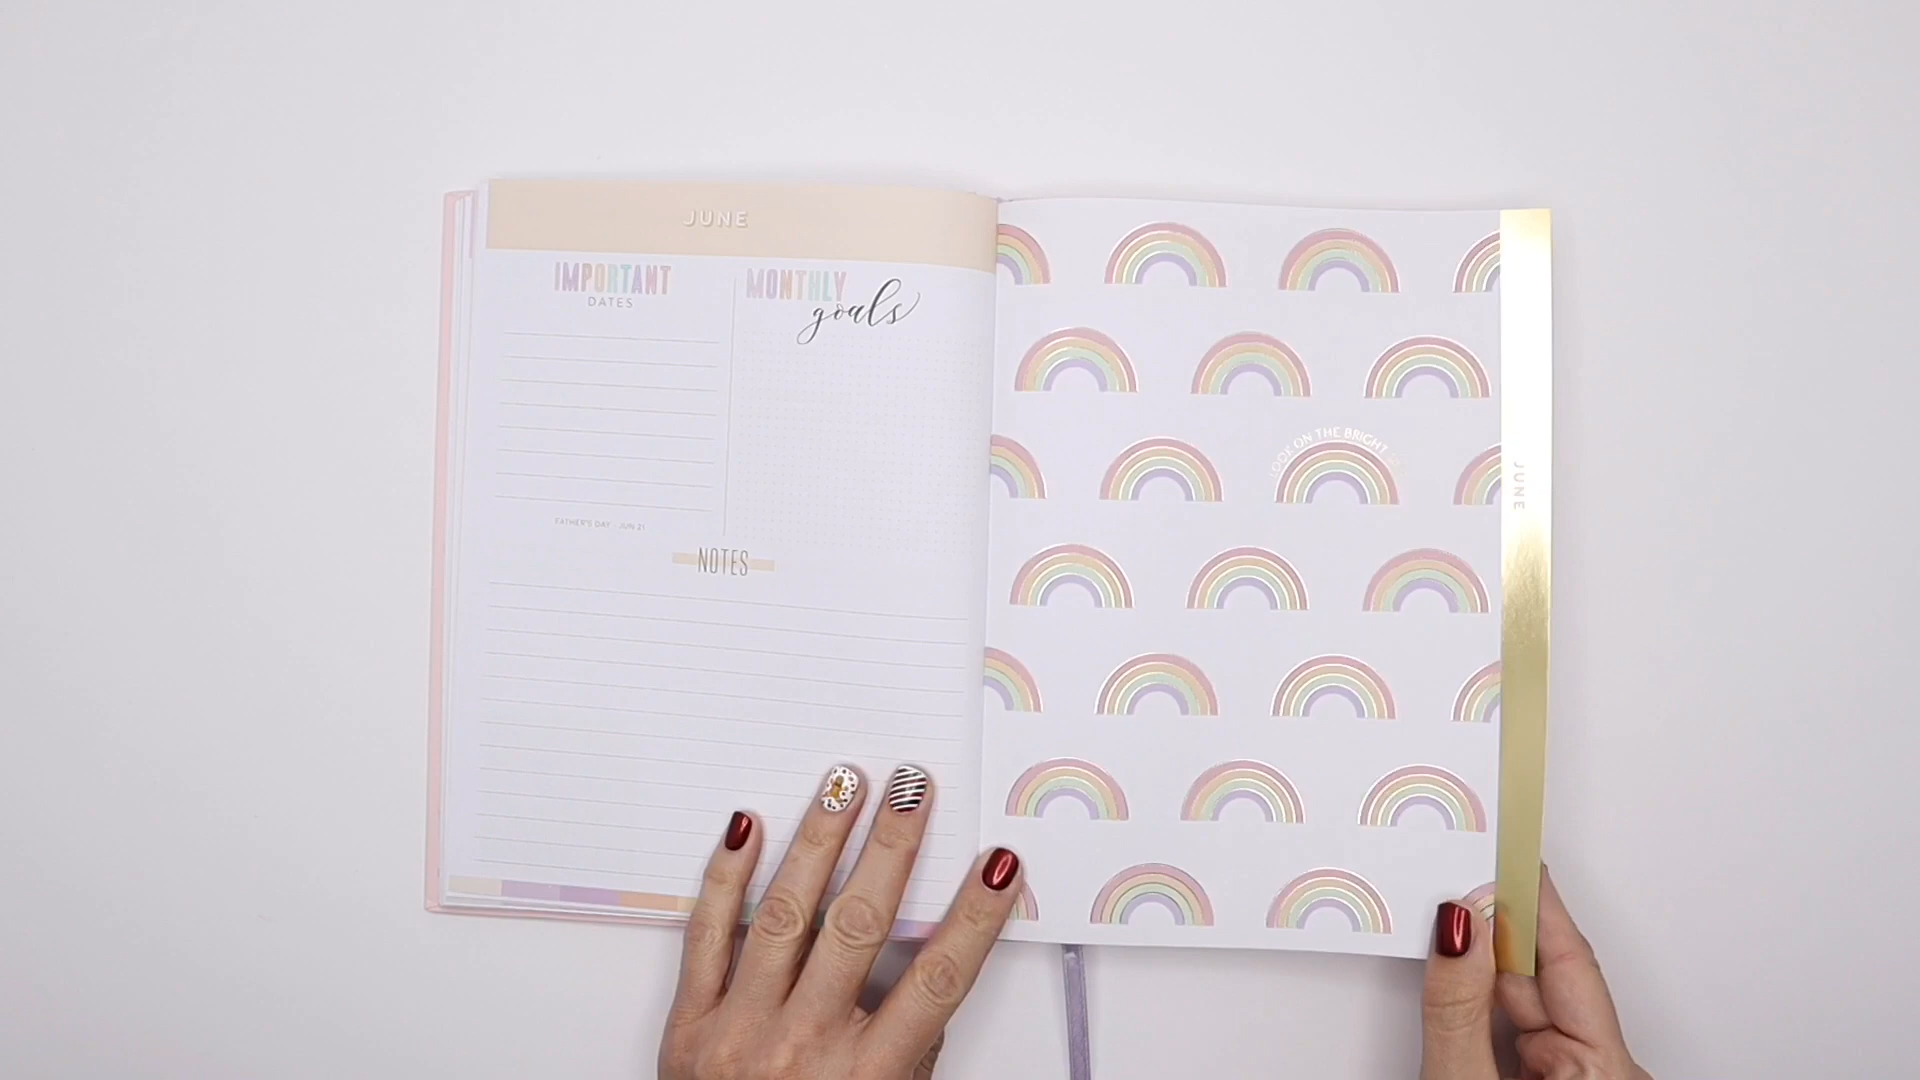 JUNE
IMPORTANT
DATES
MONTHLY
goals
FATHER'S DAY - JUN 21
NOTES
LOOK ON THE BRIGHT
JUNE